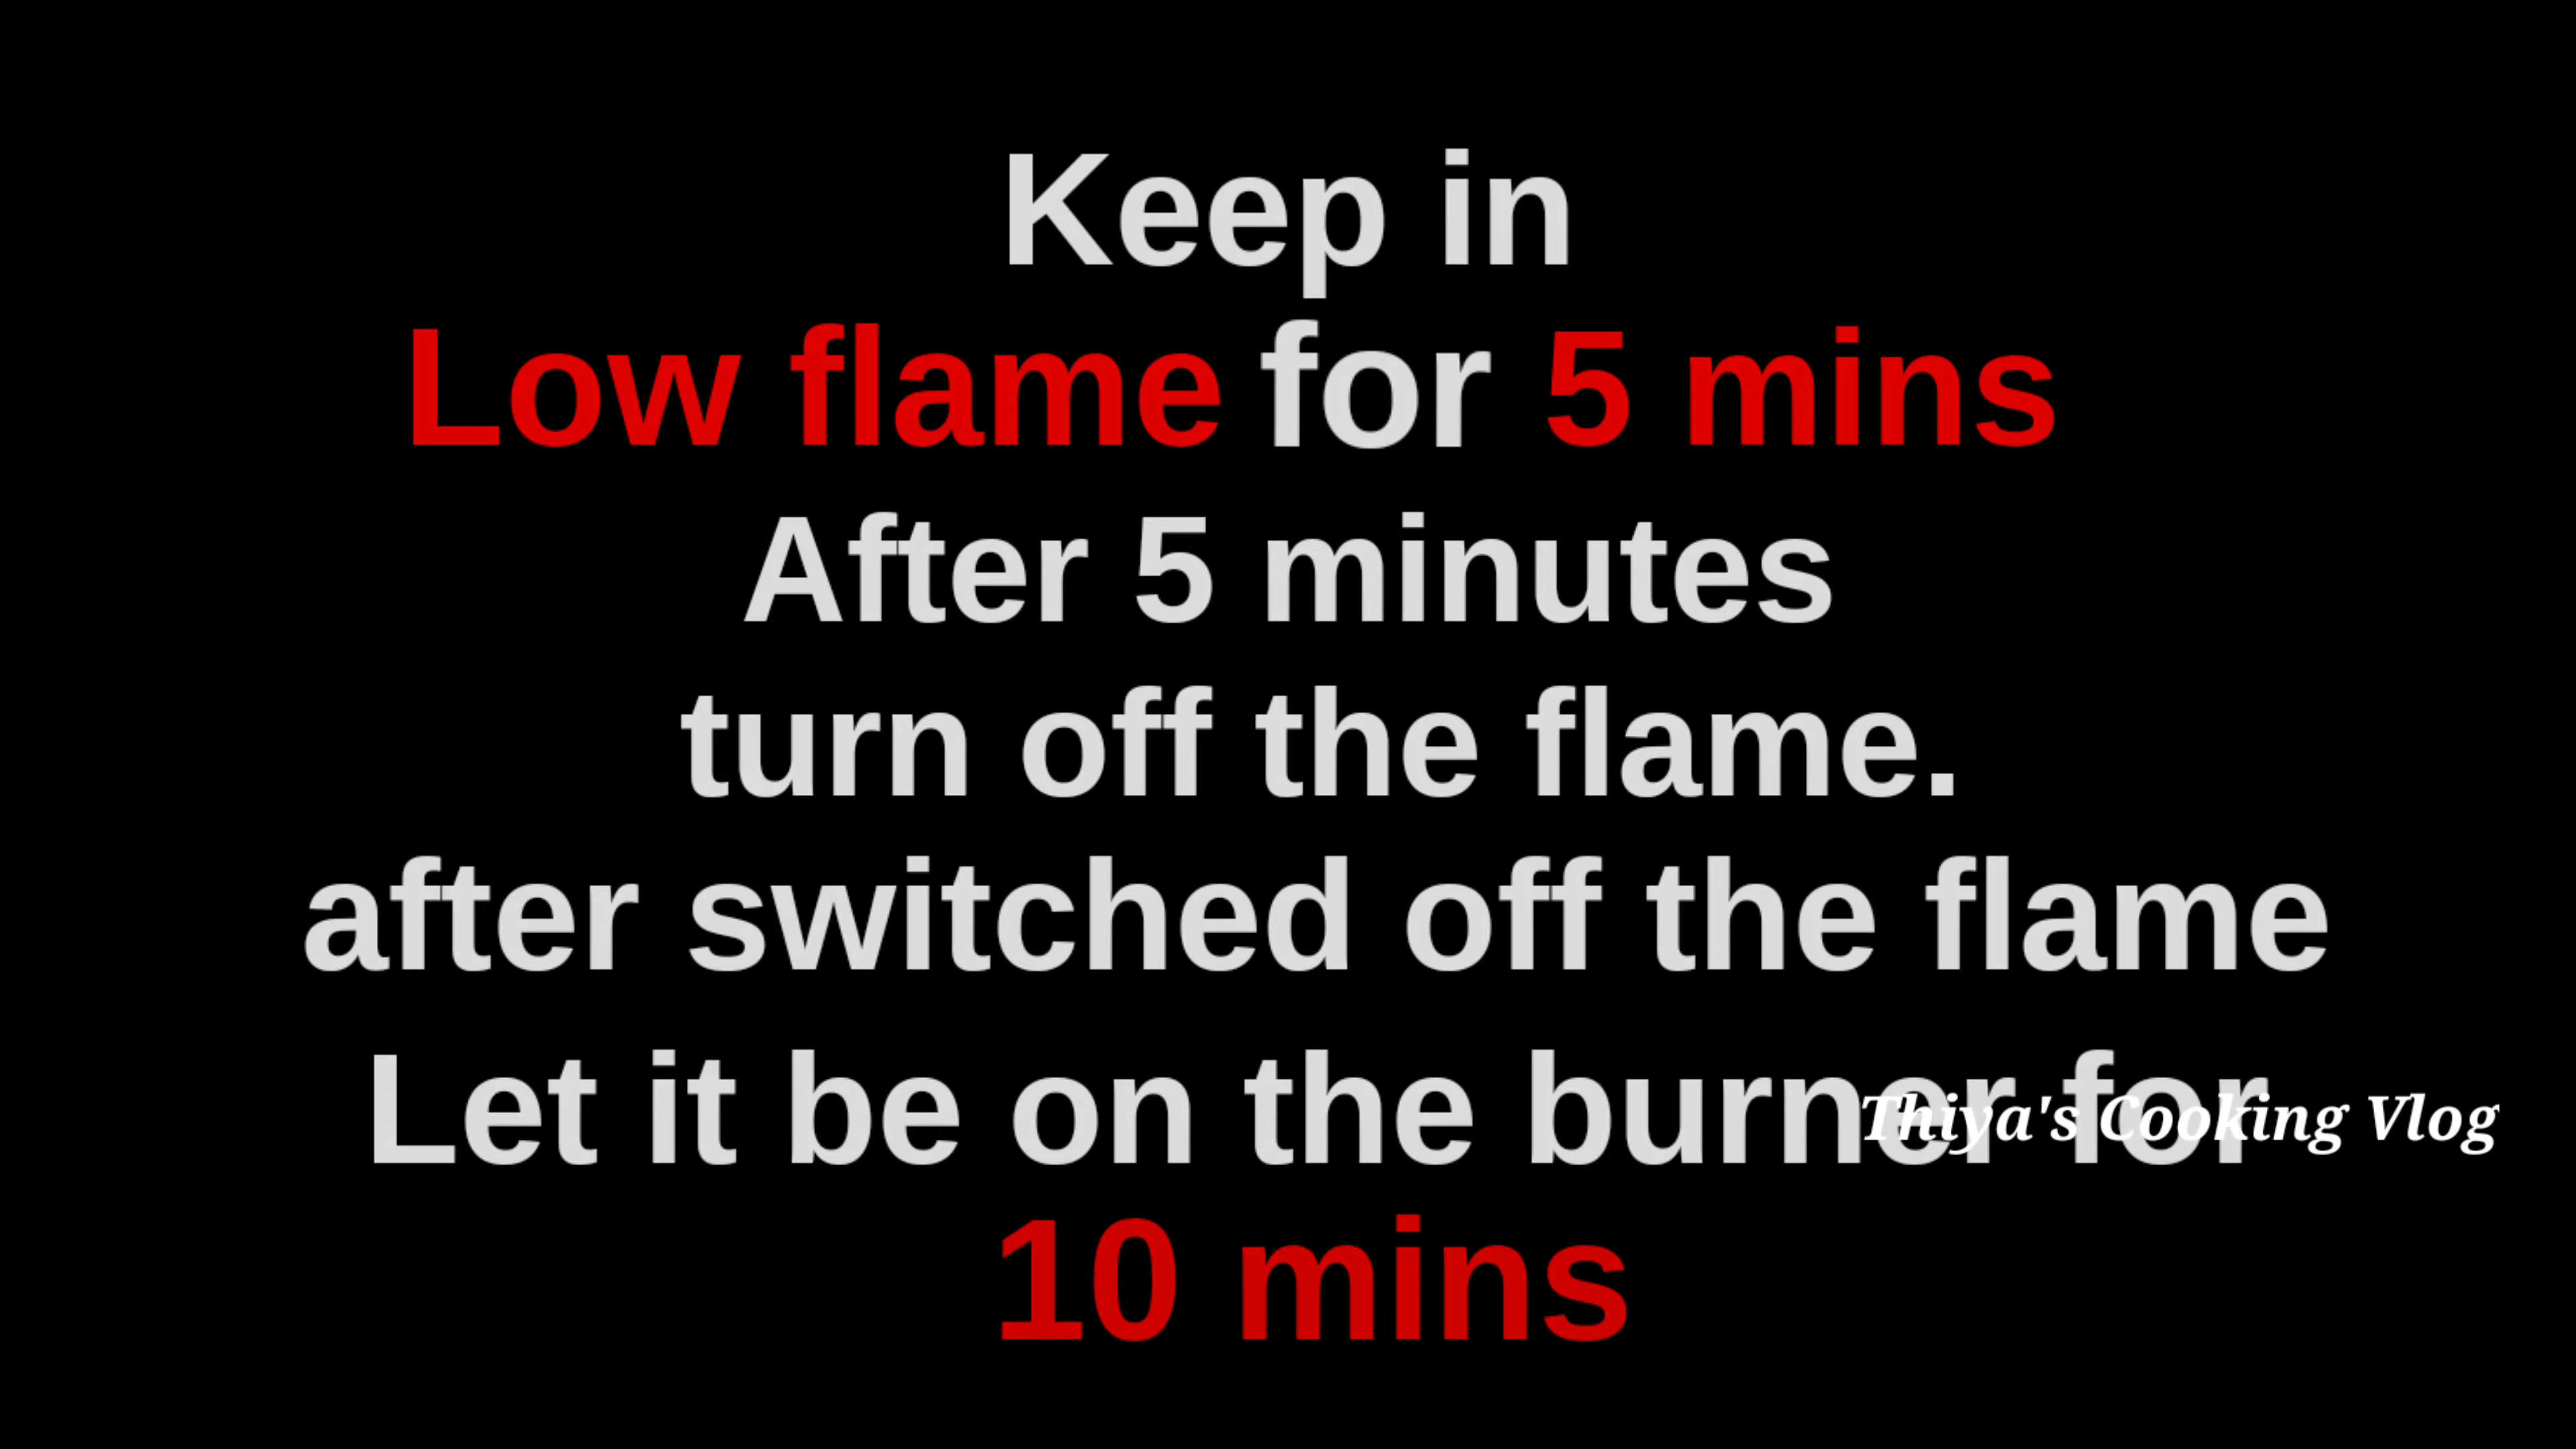 Keep in
Low flame for 5 mins
After 5 minutes
turn off the flame.
after switched off the flame
Let it be on the burner for
Thiya's Cooking Vlog
10 mins